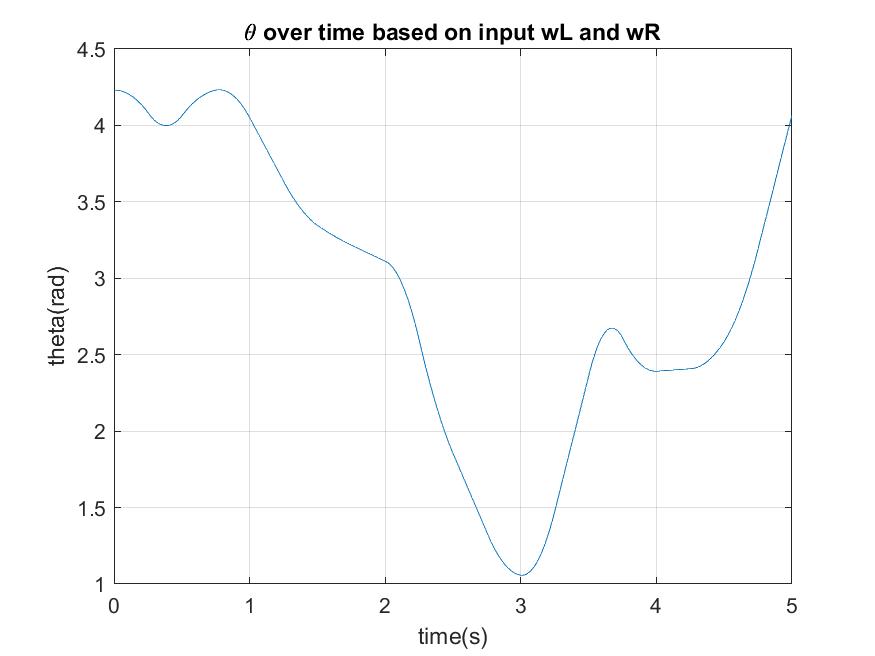 θ over time based on input wL and wR
4.5
4
3.5
3
2.5
2
1.5
1
theta(rad)
0 1 2 3 4 5
time(s)